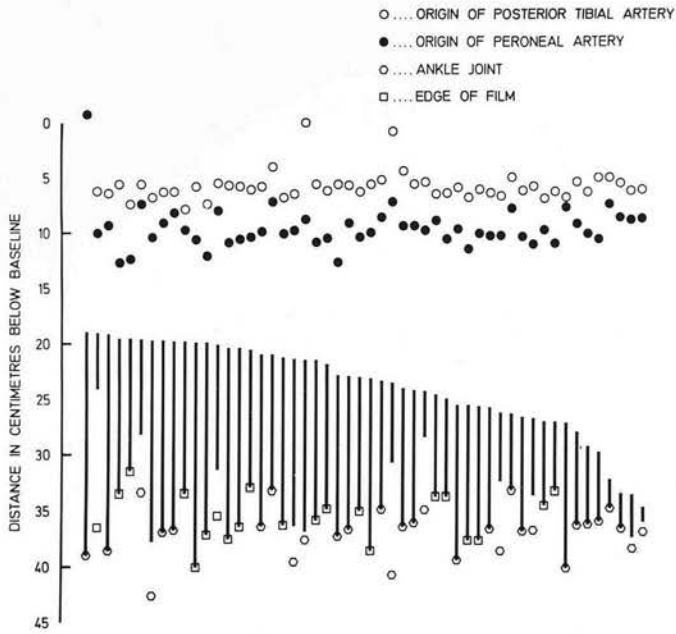 ○ .... ORIGIN OF POSTERIOR TIBIAL ARTERY
● .... ORIGIN OF PERONEAL ARTERY
○ .... ANKLE JOINT
□ .... EDGE OF FILM
DISTANCE IN CENTIMETRES BELOW BASELINE
0
5
10
15
20
25
30
35
40
45